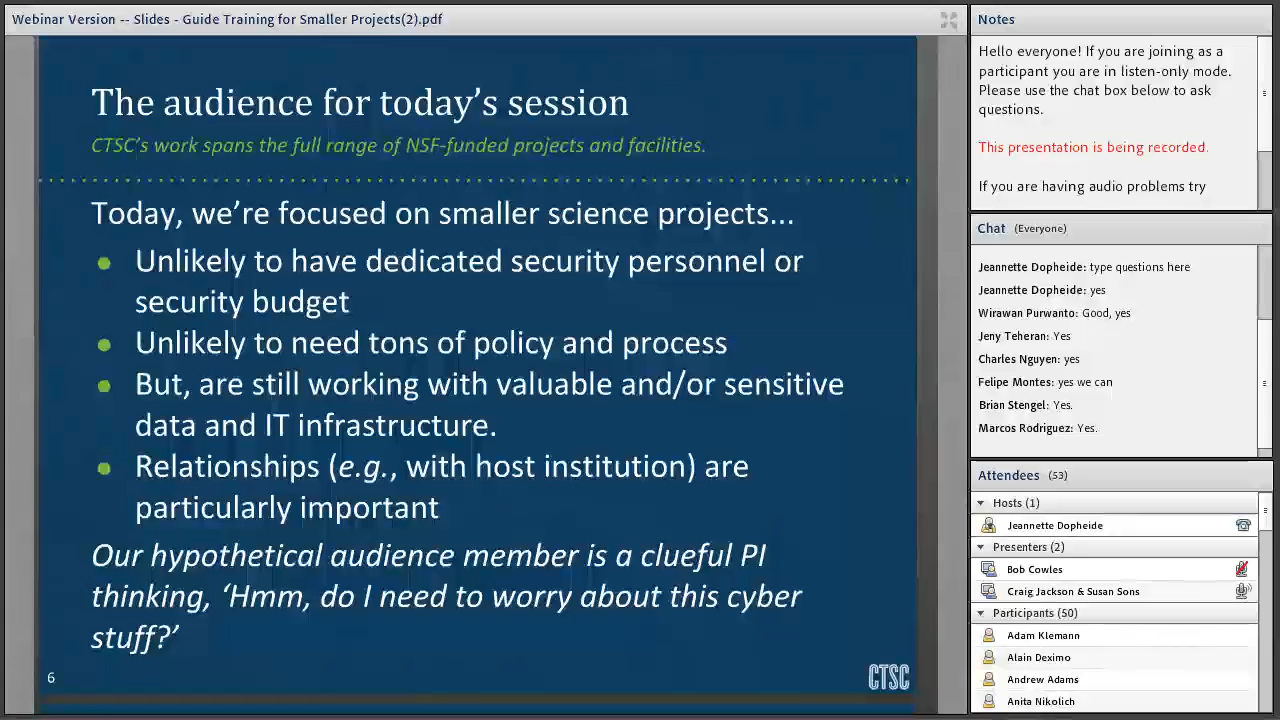 Webinar Version -- Slides - Guide Training for Smaller Projects(2).pdf
The audience for today's session
CTSC's work spans the full range of NSF-funded projects and facilities.
Today, we're focused on smaller science projects...
Unlikely to have dedicated security personnel or
security budget
Unlikely to need tons of policy and process
But, are still working with valuable and/or sensitive
data and IT infrastructure.
Relationships (e.g., with host institution) are
particularly important
Our hypothetical audience member is a clueful PI
thinking, 'Hmm, do I need to worry about this cyber
stuff?'
6
CTSC
Notes
Hello everyone! If you are joining as a
participant you are in listen-only mode.
Please use the chat box below to ask
questions.
This presentation is being recorded.
If you are having audio problems try
Chat (Everyone)
Jeannette Dopheide: type questions here
Jeannette Dopheide: yes
Wirawan Purwanto: Good, yes
Jeny Teheran: Yes
Charles Nguyen: yes
Felipe Montes: yes we can
Brian Stengel: Yes.
Marcos Rodriguez: Yes.
Attendees (53)
Hosts (1)
Jeannette Dopheide
Presenters (2)
Bob Cowles
Craig Jackson & Susan Sons
Participants (50)
Adam Klemann
Alain Deximo
Andrew Adams
Anita Nikolich